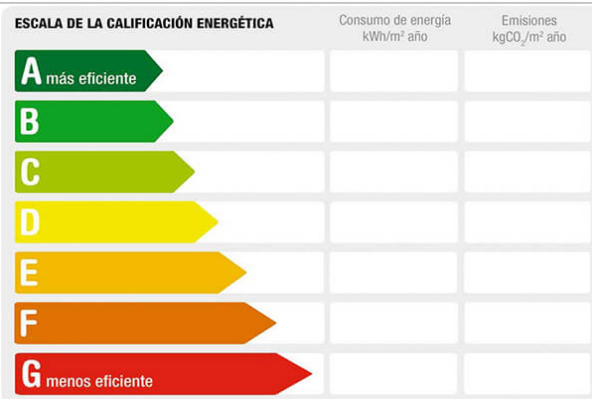 ESCALA DE LA CALIFICACIÓN ENERGÉTICA
Consumo de energía
kWh/m² año
Emisiones
kgCO₂/m² año
A más eficiente
B
C
D
E
F
G menos eficiente